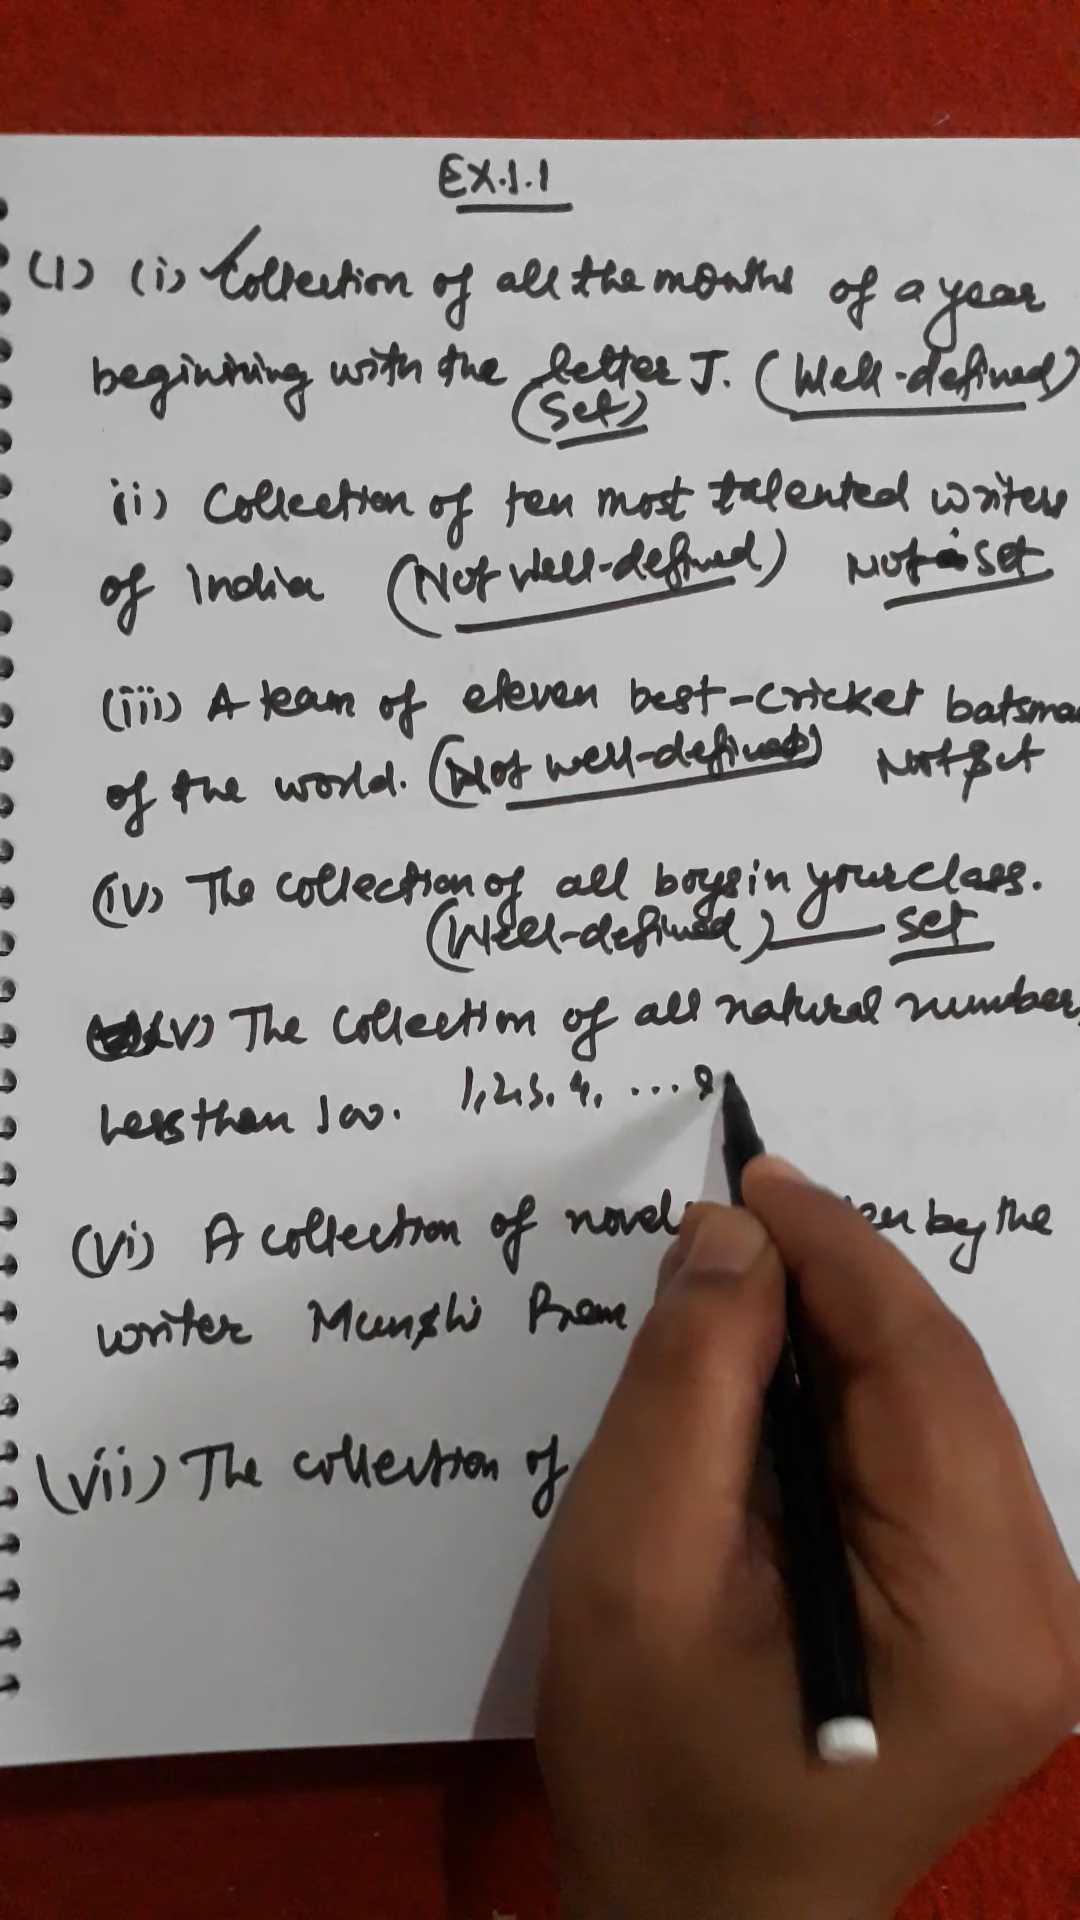 EX.1.1
(1) (i) Collection of all the months of a year
beginining with the letter J. (Well-defined)
(Set)
ii) Collection of ten most talented writers
of India (Not well-defined) Not set
(iii) A team of eleven best-cricket batsma
of the world. (Not well-defined) Not set
(iv) The collection of all boys in your class.
(Well-defined) — set
(v) The collection of all natural number
less than 100. 1,2,3,4, ... 9
(vi) A collection of novel by the
writer Munshi Prem
(vii) The collection of